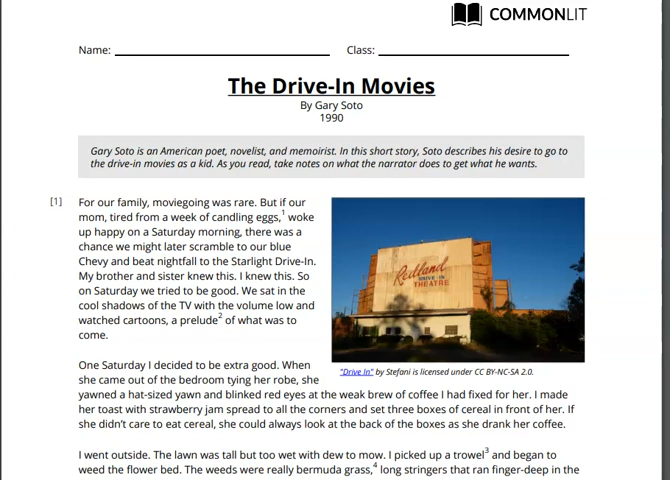 COMMONLIT
Name: Class:
The Drive-In Movies
By Gary Soto
1990
Gary Soto is an American poet, novelist, and memoirist. In this short story, Soto describes his desire to go to
the drive-in movies as a kid. As you read, take notes on what the narrator does to get what he wants.
[1] For our family, moviegoing was rare. But if our
mom, tired from a week of candling eggs,1 woke
up happy on a Saturday morning, there was a
chance we might later scramble to our blue
Chevy and beat nightfall to the Starlight Drive-In.
My brother and sister knew this. I knew this. So
on Saturday we tried to be good. We sat in the
cool shadows of the TV with the volume low and
watched cartoons, a prelude2 of what was to
come.
Redland
DRIVE IN
THEATRE
"Drive In" by Stefani is licensed under CC BY-NC-SA 2.0.
One Saturday I decided to be extra good. When
she came out of the bedroom tying her robe, she
yawned a hat-sized yawn and blinked red eyes at the weak brew of coffee I had fixed for her. I made
her toast with strawberry jam spread to all the corners and set three boxes of cereal in front of her. If
she didn't care to eat cereal, she could always look at the back of the boxes as she drank her coffee.
I went outside. The lawn was tall but too wet with dew to mow. I picked up a trowel3 and began to
weed the flower bed. The weeds were really bermuda grass,4 long stringers that ran finger-deep in the